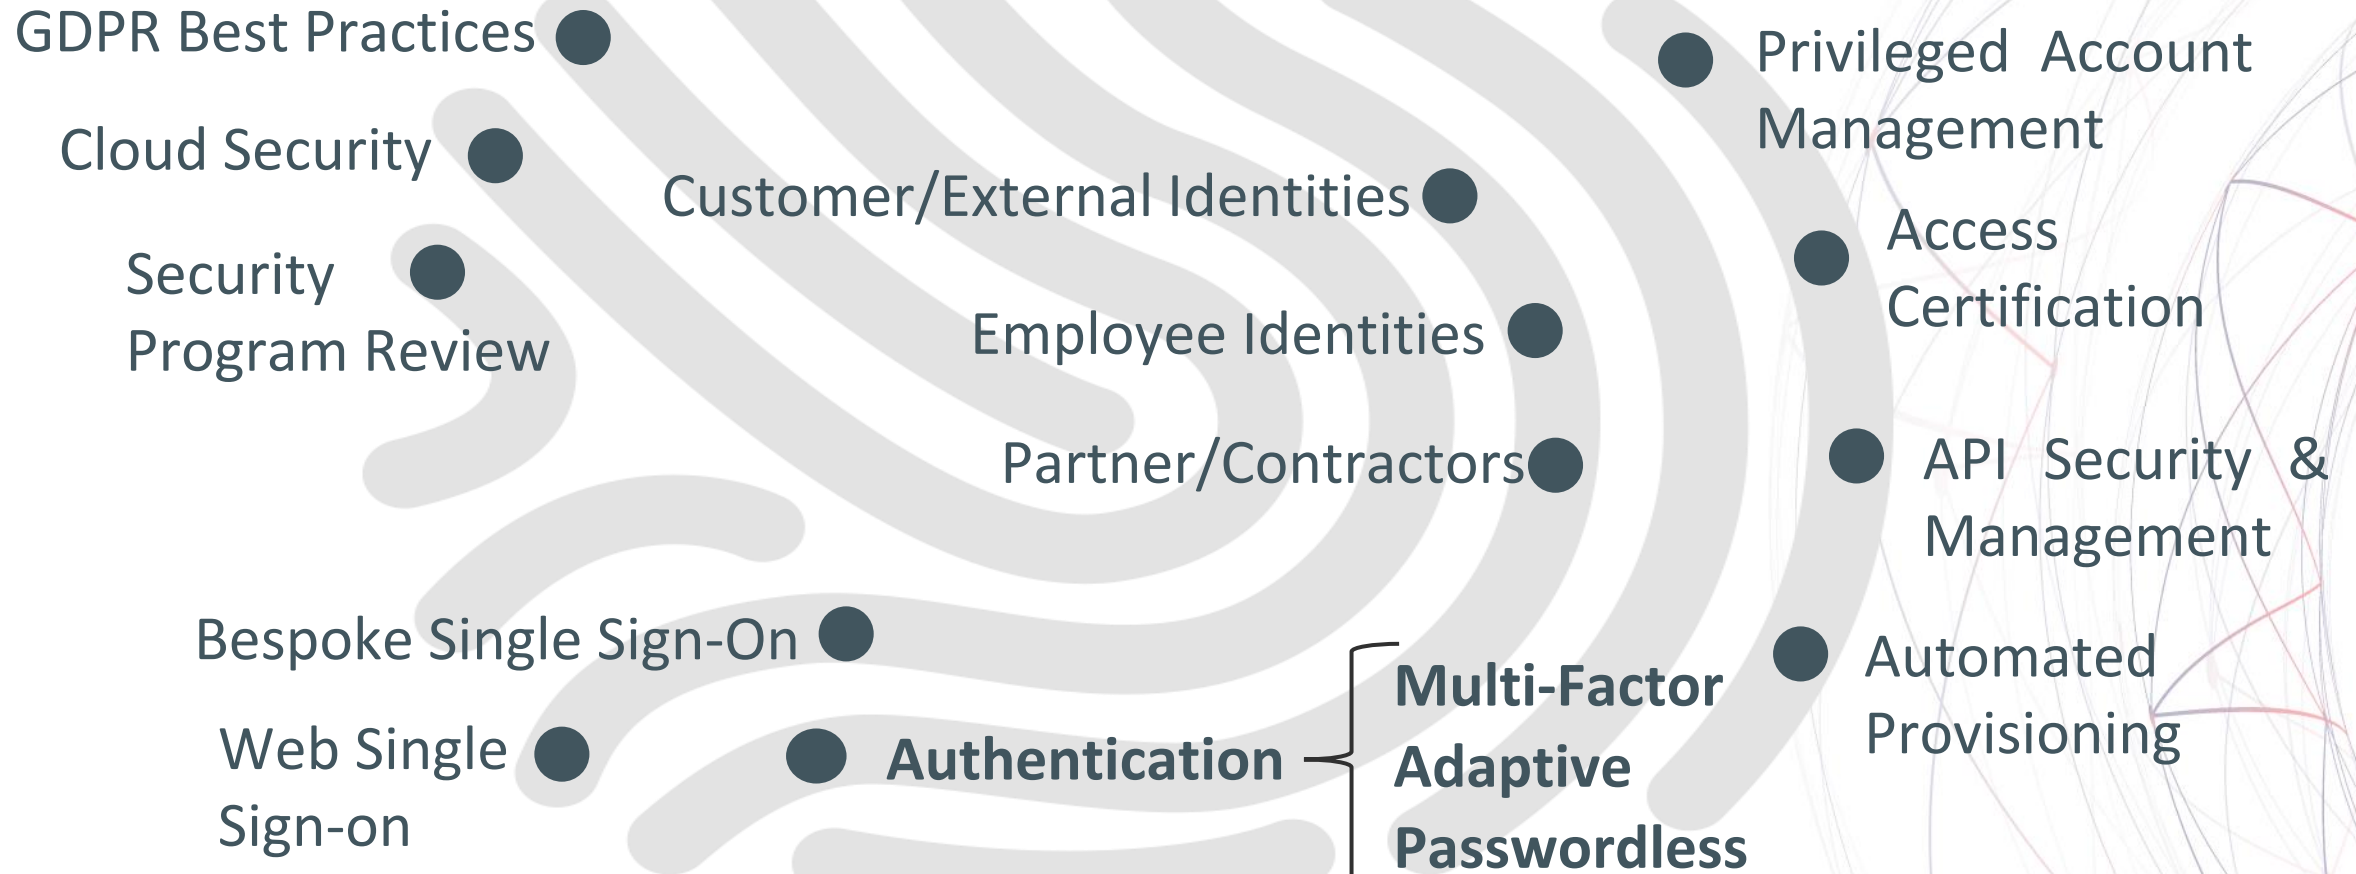 GDPR Best Practices
Cloud Security
Security
Program Review
Customer/External Identities
Employee Identities
Partner/Contractors
Privileged Account
Management
Access
Certification
API Security &
Management
Automated
Provisioning
Bespoke Single Sign-On
Web Single
Sign-on
Authentication
Multi-Factor
Adaptive
Passwordless